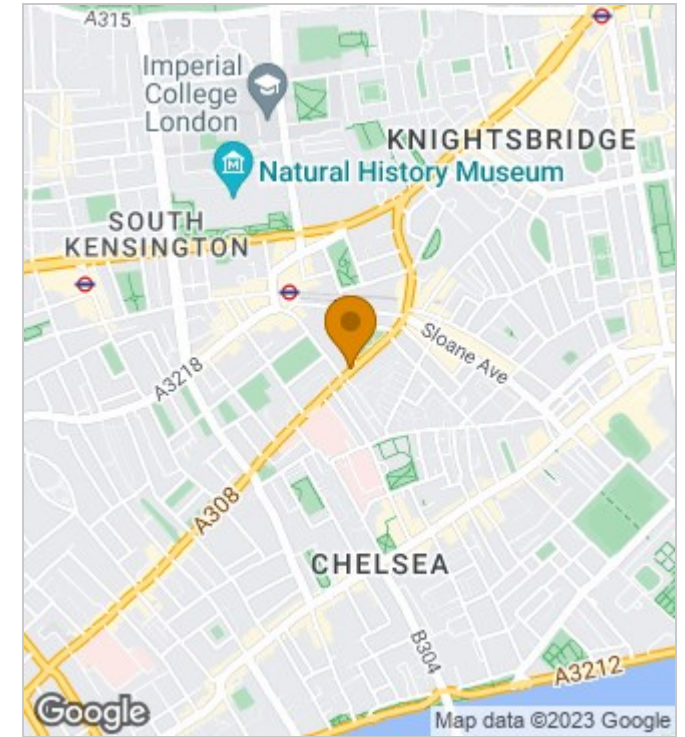 A315
Imperial
College
London
KNIGHTSBRIDGE
Natural History Museum
SOUTH
KENSINGTON
Sloane Ave
A3218
A308
CHELSEA
B304
A3212
Google
Map data ©2023 Google